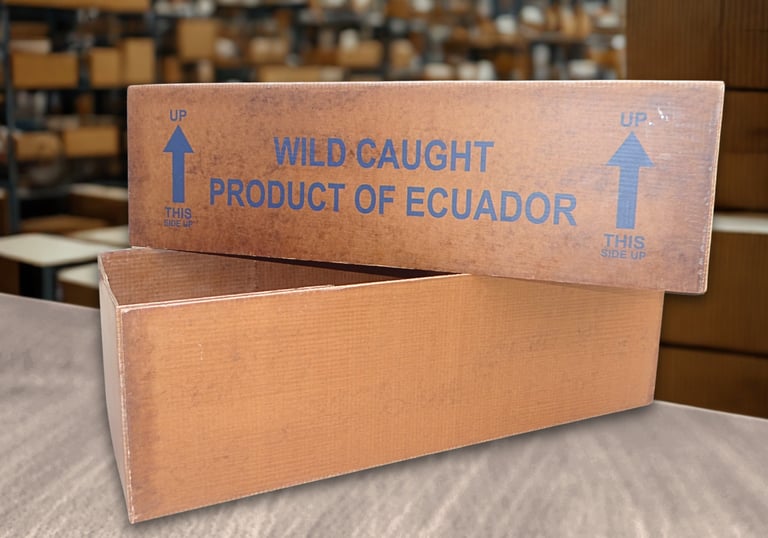 UP
THIS
SIDE UP
WILD CAUGHT
PRODUCT OF ECUADOR
UP
THIS
SIDE UP